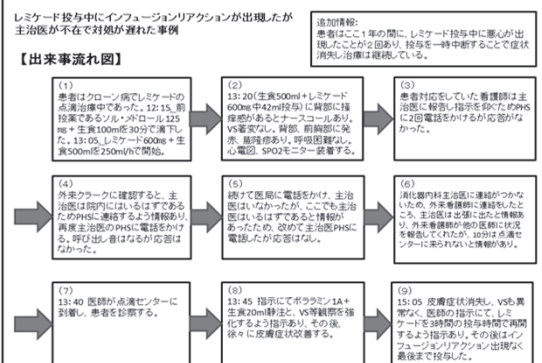 レミケード投与中にインフュージョンリアクションが出現したが
主治医が不在で対処が遅れた事例
追加情報:
患者はここ1年の間に、レミケード投与中に悪心が
出現したことが2回あり、投与を一時中断することで症状
消失し治療は継続している。
【出来事流れ図】
(1)
患者はクローン病でレミケードの
点滴治療中であった。12:15_前
投薬であるソル・メドロール125
mg+生食100mlを30分で滴下し
た。13:05_レミケード600mg+生
食500mlを250ml/hで開始。
(2)
13:20(生食500ml+レミケード
600mg中42ml投与)に背部に掻
痒感があるとナースコールあり。
VS著変なし。背部、前胸部に発
赤、膨隆疹あり。呼吸困難なし。
心電図、SPO2モニター装着する。
(3)
患者対応をしていた看護師は主
治医に報告し指示を仰ぐためPHS
に2回電話をかけるが応答がな
かった。
(4)
外来クラークに確認すると、主
治医は院内にはいるはずであ
るためPHSに連絡するよう情報あり、
再度主治医のPHSに電話をかけ
る。呼び出し音はなるが応答は
なかった。
(5)
続けて医局に電話をかけ、主治
医はいなかったが、ここでも主治
医はいるはずであると情報が
あったため、改めて主治医PHSに
電話したが応答はなし。
(6)
消化器内科主治医に連絡がつかな
いため、外来看護師に連絡をしたと
ころ、主治医は出張に出たと情報あ
り、外来看護師が他の医師に状況
を報告してくれたが、10分は点滴セ
ンターに来られないと情報あり。
(7)
13:40 医師が点滴センターに
到着し、患者を診察する。
(8)
13:45 指示にてポララミン1A+
生食20ml静注と、VS等観察を強
化するよう指示あり、その後、
徐々に皮膚症状改善する。
(9)
15:05 皮膚症状消失し、VSも異
常なく、医師の指示にて、レミ
ケードを3時間の投与時間で再開
するよう指示あり。その後はイン
フュージョンリアクション出現なく
最後まで投与した。